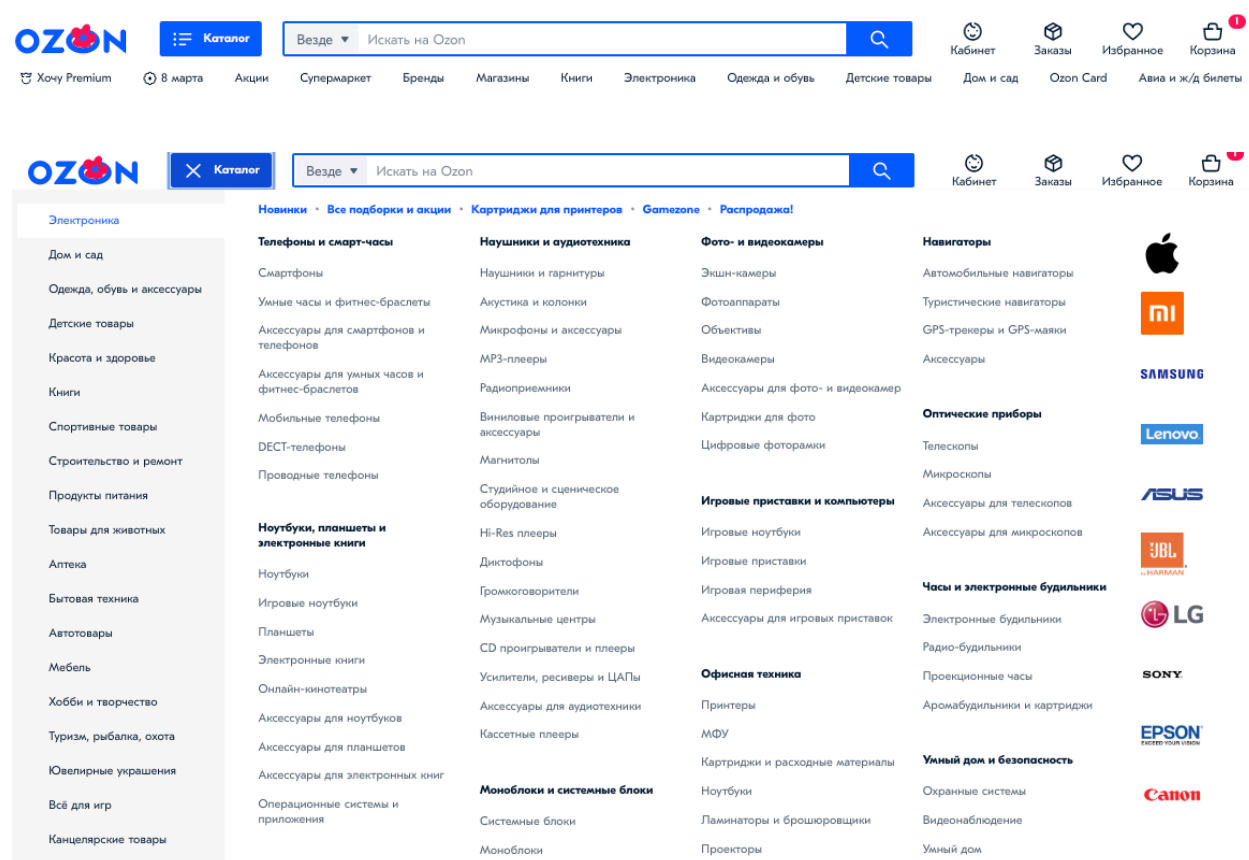 OZON
Каталог
Везде ▼ Искать на Ozon
Кабинет
Заказы
Избранное
1
Корзина
Хочу Premium
8 марта
Акции
Супермаркет
Бренды
Магазины
Книги
Электроника
Одежда и обувь
Детские товары
Дом и сад
Ozon Card
Авиа и ж/д билеты
OZON
Каталог
Везде ▼ Искать на Ozon
Кабинет
Заказы
Избранное
Корзина
Электроника
Дом и сад
Одежда, обувь и аксессуары
Детские товары
Красота и здоровье
Книги
Спортивные товары
Строительство и ремонт
Продукты питания
Товары для животных
Аптека
Бытовая техника
Автотовары
Мебель
Хобби и творчество
Туризм, рыбалка, охота
Ювелирные украшения
Всё для игр
Канцелярские товары
Новинки • Все подборки и акции • Картриджи для принтеров • Gamezone • Распродажа!
Телефоны и смарт-часы
Смартфоны
Умные часы и фитнес-браслеты
Аксессуары для смартфонов и
телефонов
Аксессуары для умных часов и
фитнес-браслетов
Мобильные телефоны
DECT-телефоны
Проводные телефоны
Ноутбуки, планшеты и
электронные книги
Ноутбуки
Игровые ноутбуки
Планшеты
Электронные книги
Онлайн-кинотеатры
Аксессуары для ноутбуков
Аксессуары для планшетов
Аксессуары для электронных книг
Операционные системы и
приложения
Наушники и аудиотехника
Наушники и гарнитуры
Акустика и колонки
Микрофоны и аксессуары
MP3-плееры
Радиоприемники
Виниловые проигрыватели и
аксессуары
Магнитолы
Студийное и сценическое
оборудование
Hi-Res плееры
Диктофоны
Громкоговорители
Музыкальные центры
CD проигрыватели и плееры
Усилители, ресиверы и ЦАПы
Аксессуары для аудиотехники
Кассетные плееры
Моноблоки и системные блоки
Системные блоки
Моноблоки
Фото- и видеокамеры
Экшн-камеры
Фотоаппараты
Объективы
Видеокамеры
Аксессуары для фото- и видеокамер
Картриджи для фото
Цифровые фоторамки
Игровые приставки и компьютеры
Игровые ноутбуки
Игровые приставки
Игровая периферия
Аксессуары для игровых приставок
Офисная техника
Принтеры
МФУ
Картриджи и расходные материалы
Ноутбуки
Ламинаторы и брошюровщики
Проекторы
Навигаторы
Автомобильные навигаторы
Туристические навигаторы
GPS-трекеры и GPS-маяки
Аксессуары
Оптические приборы
Телескопы
Микроскопы
Аксессуары для телескопов
Аксессуары для микроскопов
Часы и электронные будильники
Электронные будильники
Радио-будильники
Проекционные часы
Аромабудильники и картриджи
Умный дом и безопасность
Охранные системы
Видеонаблюдение
Умный дом
mi
SAMSUNG
Lenovo
ASUS
JBL
by HARMAN
LG
SONY
EPSON
EXCEED YOUR VISION
Canon